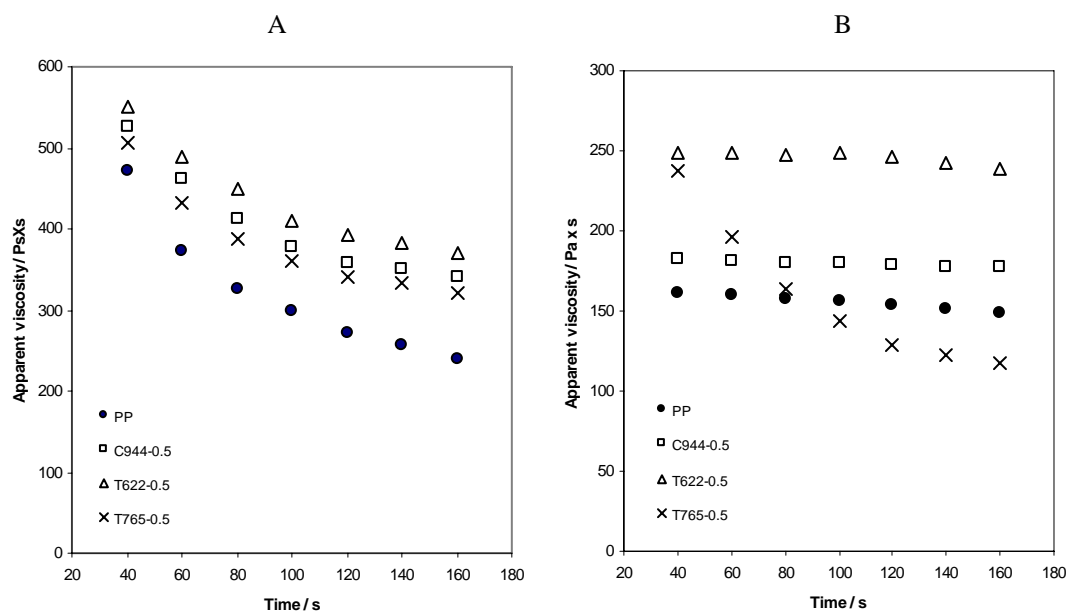 A
600
500
400
300
200
100
0
20 40 60 80 100 120 140 160 180
Apparent viscosity/ PsXs
Time / s
PP
C944-0.5
T622-0.5
T765-0.5
B
300
250
200
150
100
50
0
20 40 60 80 100 120 140 160 180
Apparent viscosity/ Pa x s
Time / s
PP
C944-0.5
T622-0.5
T765-0.5